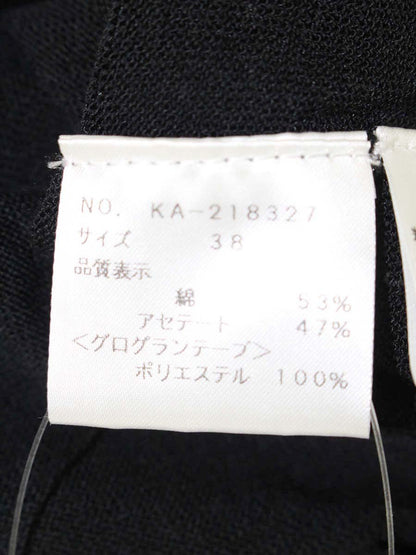 NO. KA-218327
サイズ 38
品質表示
綿 53%
アセテート 47%
<グログランテープ>
ポリエステル 100%